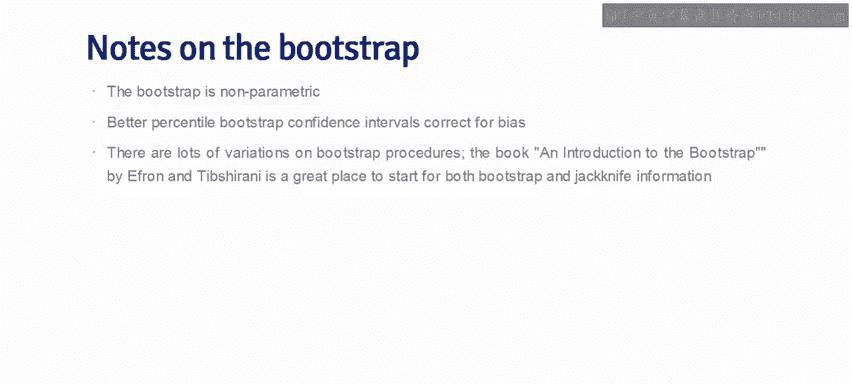 Notes on the bootstrap
· The bootstrap is non-parametric
· Better percentile bootstrap confidence intervals correct for bias
· There are lots of variations on bootstrap procedures; the book "An Introduction to the Bootstrap""
by Efron and Tibshirani is a great place to start for both bootstrap and jackknife information